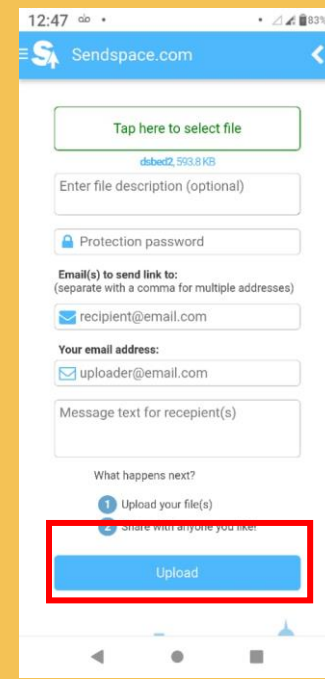 12:47
83%
Sendspace.com
Tap here to select file
dsbed2, 593.8 KB
Enter file description (optional)
Protection password
Email(s) to send link to:
(separate with a comma for multiple addresses)
recipient@email.com
Your email address:
uploader@email.com
Message text for recepient(s)
What happens next?
1 Upload your file(s)
2 Share with anyone you like!
Upload